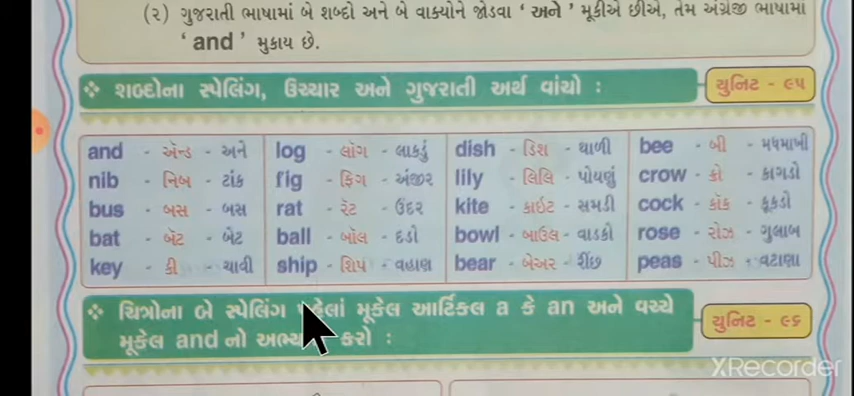 (૨) ગુજરાતી ભાષામાં બે શબ્દો અને બે વાક્યોને જોડવા ‘ અને ’ મૂકીએ છીએ, તેમ અંગ્રેજી ભાષામાં
‘ and ’ મુકાય છે.
❖ શબ્દોના સ્પેલિંગ, ઉચ્ચાર અને ગુજરાતી અર્થ વાંચો :
યુનિટ - ૯૫
and - ઍન્ડ - અને log - લૉગ - લાકડું dish - ડિશ - થાળી bee - બી - મધમાખી
nib - નિબ - ટાંક fig - ફિગ - અંજીર lily - લિલિ - પોયણું crow - ક્રો - કાગડો
bus - બસ - બસ rat - રૅટ - ઉંદર kite - કાઇટ - સમડી cock - કૉક - કૂકડો
bat - બૅટ - બેટ ball - બૉલ - દડો bowl - બાઉલ - વાડકો rose - રોઝ - ગુલાબ
key - કી - ચાવી ship - શિપ - વહાણ bear - બેઅર - રીંછ peas - પીઝ - વટાણા
❖ ચિત્રોના બે સ્પેલિંગ મૂકેલ આર્ટિકલ a કે an અને વચ્ચે
મૂકેલ and નો કરો :
યુનિટ - ૯૬
XRecorder